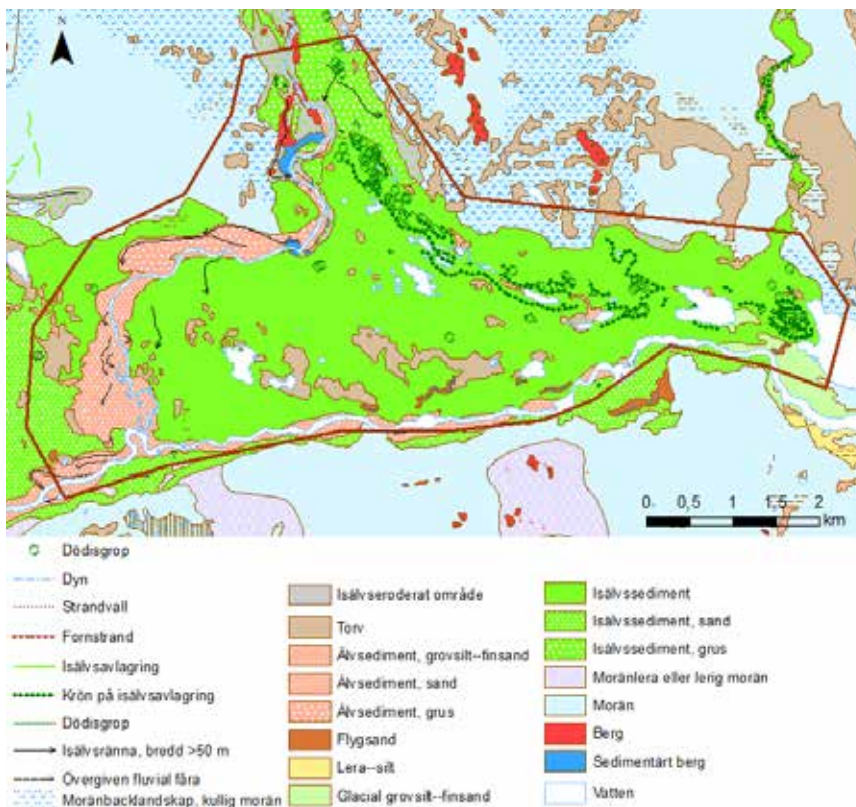 N
0 0,5 1 1,5 2
km
Dödisgrop
Dyn
Strandvall
Fornstrand
Isälvsavlagring
Krön på isälvsavlagring
Dödisgrop
Isälvsränna, bredd >50 m
Övergiven fluvial fåra
Moränbacklandskap, kullig morän
Isälvseroderat område
Torv
Älvsediment, grovsilt--finsand
Älvsediment, sand
Älvsediment, grus
Flygsand
Lera--silt
Glacial grovsilt--finsand
Isälvssediment
Isälvssediment, sand
Isälvssediment, grus
Moränlera eller lerig morän
Morän
Berg
Sedimentärt berg
Vatten